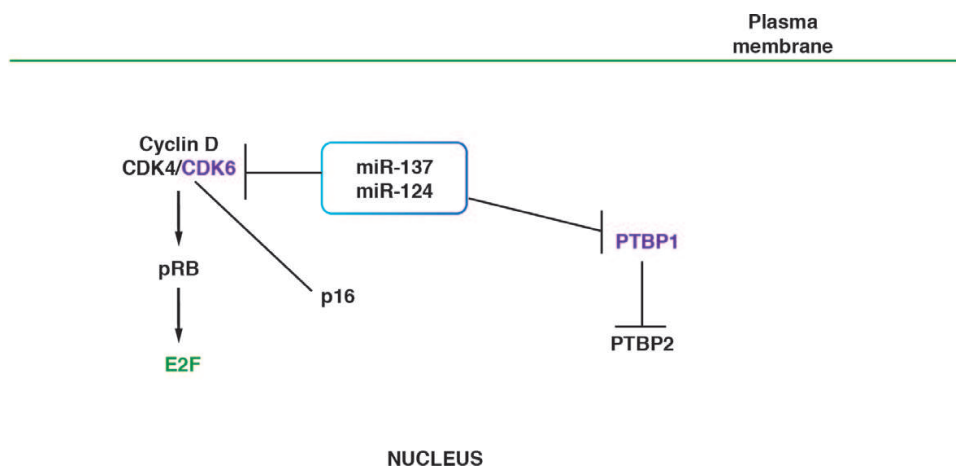 Plasma
membrane
Cyclin D
CDK4/CDK6
miR-137
miR-124
PTBP1
pRB
p16
PTBP2
E2F
NUCLEUS